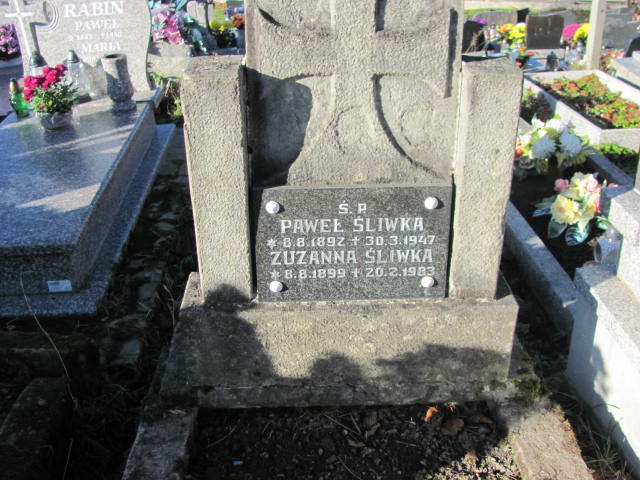 RABIN
PAWEŁ
MARIA
Ś.P.
PAWEŁ ŚLIWKA
* 8.8.1892 + 30.3.1947
ZUZANNA ŚLIWKA
* 8.8.1899 + 20.2.1983